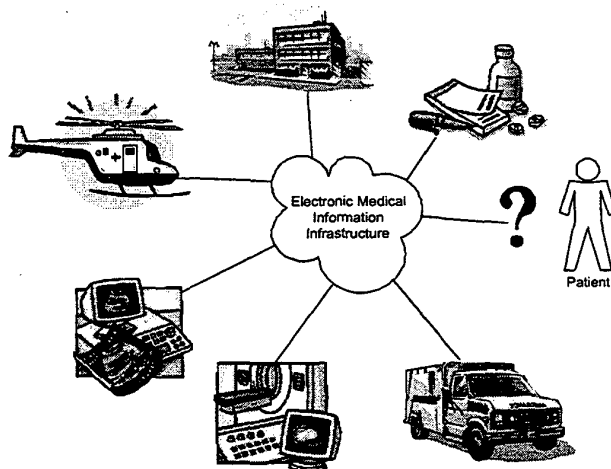 Electronic Medical
Information
Infrastructure
?
Patient